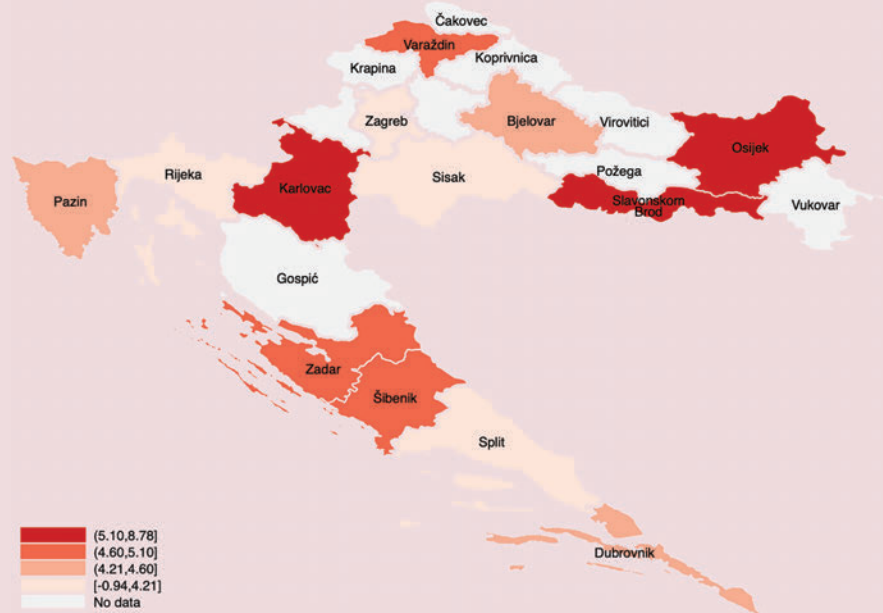 Čakovec
Varaždin
Koprivnica
Krapina
Zagreb
Bjelovar
Virovitici
Osijek
Rijeka
Karlovac
Sisak
Požega
Pazin
Slavonskom
Brod
Vukovar
Gospić
Zadar
Šibenik
Split
Dubrovnik
(5.10,8.78]
(4.60,5.10]
(4.21,4.60]
[-0.94,4.21]
No data